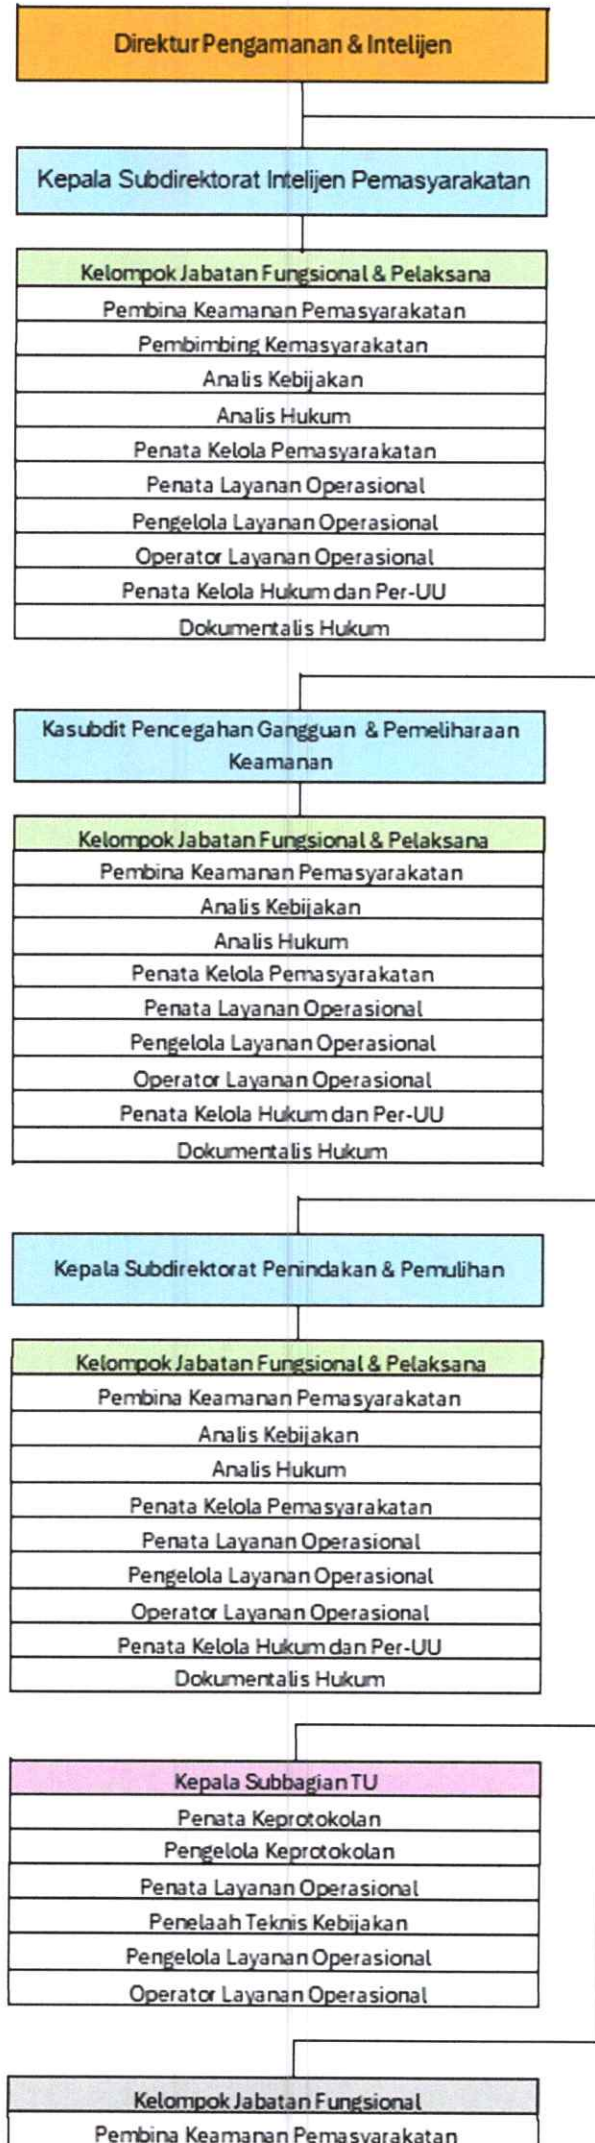 Direktur Pengamanan & Intelijen
Kepala Subdirektorat Intelijen Pemasyarakatan
Kelompok Jabatan Fungsional & Pelaksana
Pembina Keamanan Pemasyarakatan
Pembimbing Kemasyarakatan
Analis Kebijakan
Analis Hukum
Penata Kelola Pemasyarakatan
Penata Layanan Operasional
Pengelola Layanan Operasional
Operator Layanan Operasional
Penata Kelola Hukum dan Per-UU
Dokumentalis Hukum
Kasubdit Pencegahan Gangguan & Pemeliharaan
Keamanan
Kelompok Jabatan Fungsional & Pelaksana
Pembina Keamanan Pemasyarakatan
Analis Kebijakan
Analis Hukum
Penata Kelola Pemasyarakatan
Penata Layanan Operasional
Pengelola Layanan Operasional
Operator Layanan Operasional
Penata Kelola Hukum dan Per-UU
Dokumentalis Hukum
Kepala Subdirektorat Penindakan & Pemulihan
Kelompok Jabatan Fungsional & Pelaksana
Pembina Keamanan Pemasyarakatan
Analis Kebijakan
Analis Hukum
Penata Kelola Pemasyarakatan
Penata Layanan Operasional
Pengelola Layanan Operasional
Operator Layanan Operasional
Penata Kelola Hukum dan Per-UU
Dokumentalis Hukum
Kepala Subbagian TU
Penata Keprotokolan
Pengelola Keprotokolan
Penata Layanan Operasional
Penelaah Teknis Kebijakan
Pengelola Layanan Operasional
Operator Layanan Operasional
Kelompok Jabatan Fungsional
Pembina Keamanan Pemasyarakatan